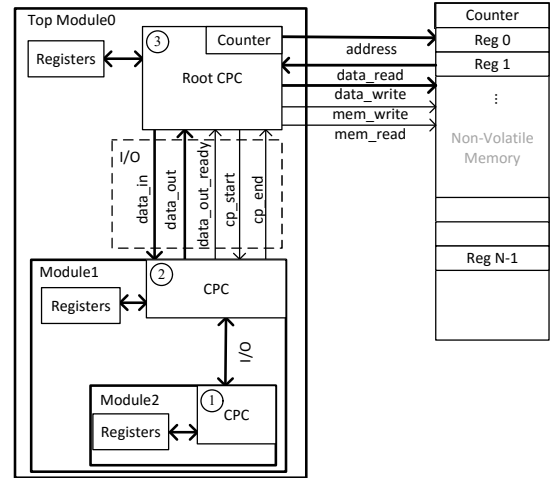 Top Module0
3
Counter
Registers
Root CPC
address
data_read
data_write
mem_write
mem_read
Counter
Reg 0
Reg 1
...
Non-Volatile
Memory
Reg N-1
I/O
data_in
data_out
data_out_ready
cp_start
cp_end
Module1
2
CPC
Registers
I/O
Module2
1
CPC
Registers